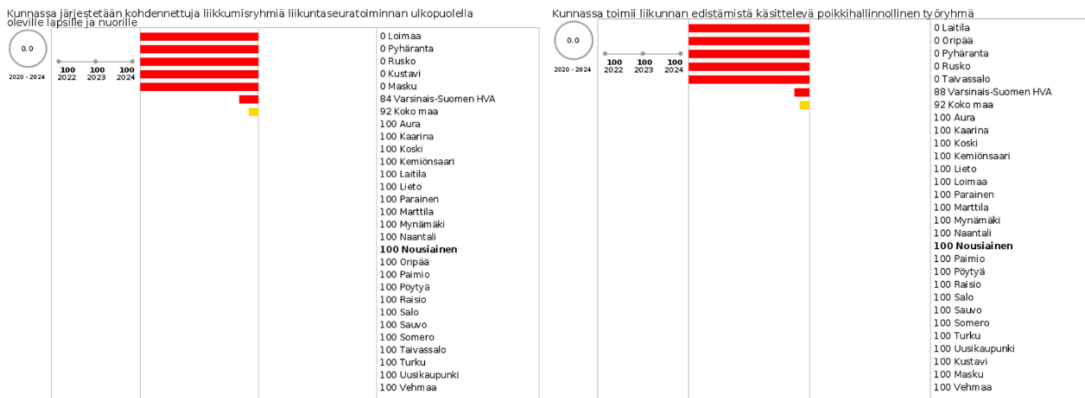 Kunnassa järjestetään kohdennettuja liikkumisryhmiä liikuntaseuratoiminnan ulkopuolella
oleville lapsille ja nuorille
0.0
2020 - 2024
100 100 100
2022 2023 2024
0 Loimaa
0 Pyhäranta
0 Rusko
0 Kustavi
0 Masku
84 Varsinais-Suomen HVA
92 Koko maa
100 Aura
100 Kaarina
100 Koski
100 Kemiönsaari
100 Laitila
100 Lieto
100 Parainen
100 Marttila
100 Mynämäki
100 Naantali
100 Nousiainen
100 Oripää
100 Paimio
100 Pöytyä
100 Raisio
100 Salo
100 Sauvo
100 Somero
100 Taivassalo
100 Turku
100 Uusikaupunki
100 Vehmaa
Kunnassa toimii liikunnan edistämistä käsittelevä poikkihallinnollinen työryhmä
0.0
2020 - 2024
100 100 100
2022 2023 2024
0 Laitila
0 Oripää
0 Pyhäranta
0 Rusko
0 Taivassalo
88 Varsinais-Suomen HVA
92 Koko maa
100 Aura
100 Kaarina
100 Koski
100 Kemiönsaari
100 Lieto
100 Loimaa
100 Parainen
100 Marttila
100 Mynämäki
100 Naantali
100 Nousiainen
100 Paimio
100 Pöytyä
100 Raisio
100 Salo
100 Sauvo
100 Somero
100 Turku
100 Uusikaupunki
100 Kustavi
100 Masku
100 Vehmaa